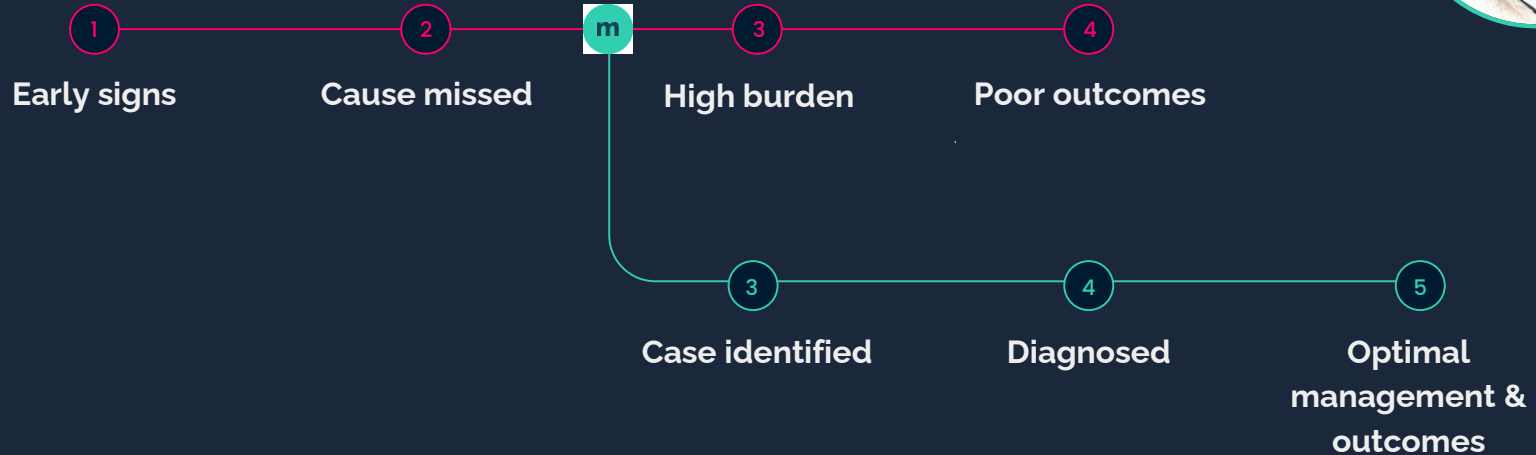 1
2
m
3
4
Early signs
Cause missed
High burden
Poor outcomes
3
4
5
Case identified
Diagnosed
Optimal
management &
outcomes